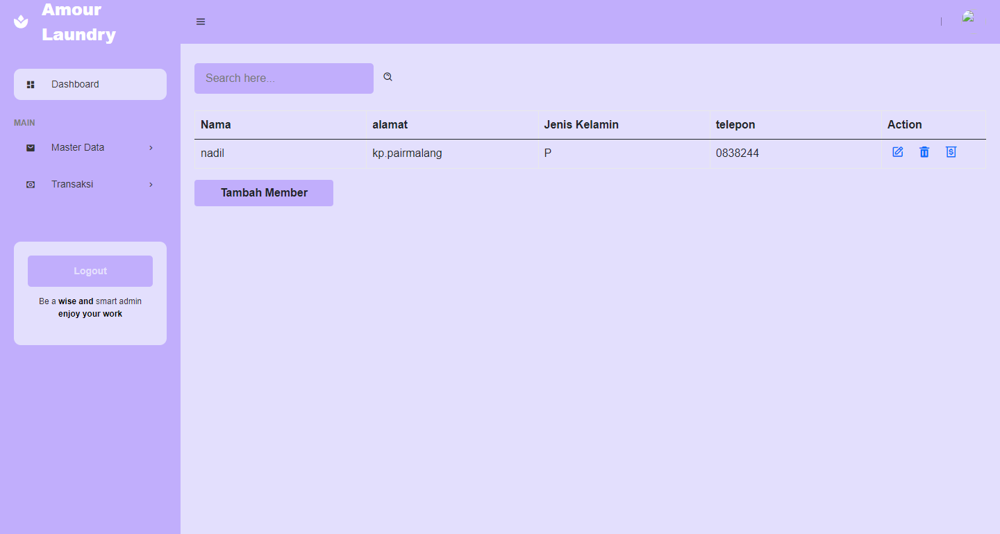 Amour
Laundry
Search here...
Dashboard
MAIN
Master Data
Transaksi
Logout
Be a wise and smart admin
enjoy your work
Nama alamat Jenis Kelamin telepon Action
nadil kp.pairmalang P 0838244
Tambah Member